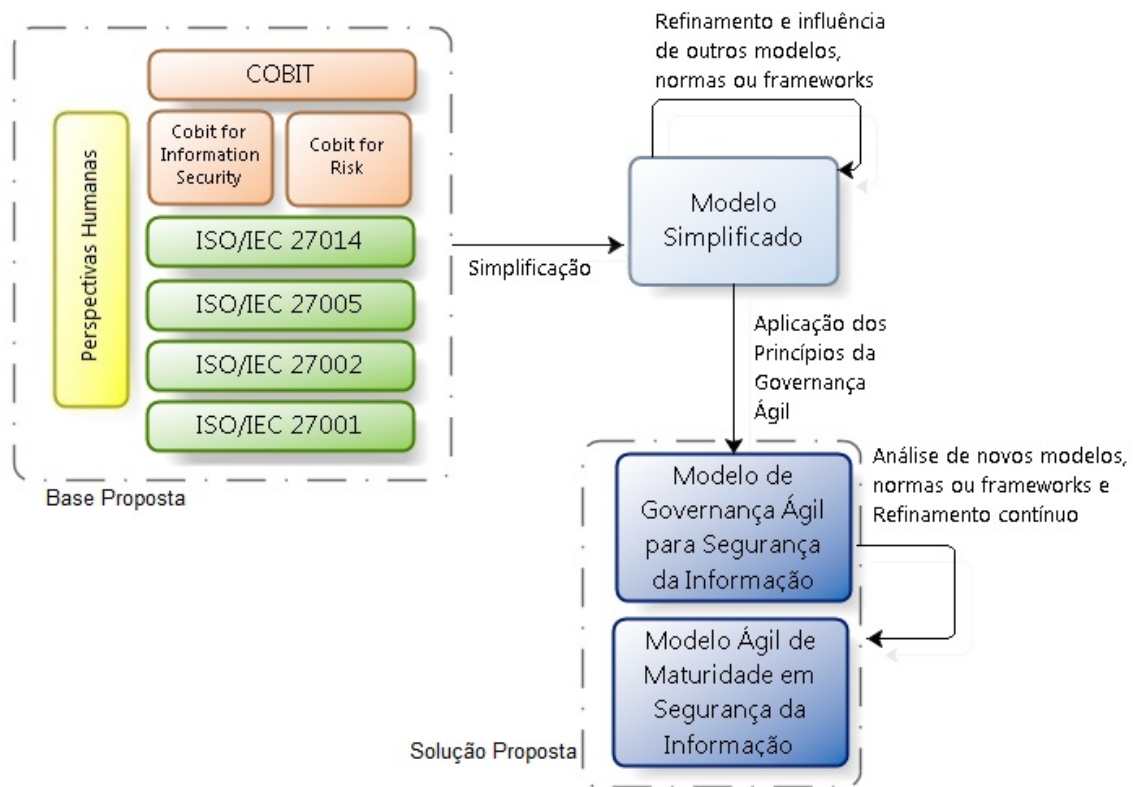 COBIT
Cobit for
Information
Security
Cobit for
Risk
Perspectivas Humanas
ISO/IEC 27014
ISO/IEC 27005
ISO/IEC 27002
ISO/IEC 27001
Base Proposta
Simplificação
Refinamento e influência
de outros modelos,
normas ou frameworks
Modelo
Simplificado
Aplicação dos
Princípios da
Governança
Ágil
Modelo de
Governança Ágil
para Segurança
da Informação
Análise de novos modelos,
normas ou frameworks e
Refinamento contínuo
Modelo Ágil de
Maturidade em
Segurança da
Informação
Solução Proposta